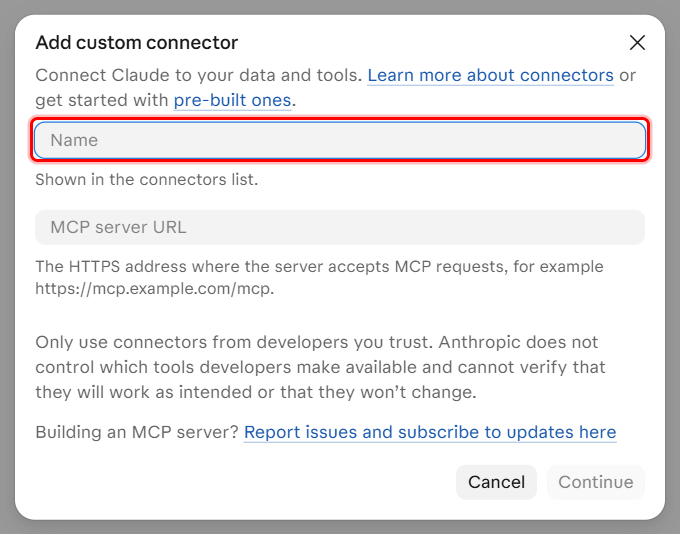 Add custom connector
Connect Claude to your data and tools. Learn more about connectors or
get started with pre-built ones.
Name
Shown in the connectors list.
MCP server URL
The HTTPS address where the server accepts MCP requests, for example
https://mcp.example.com/mcp.
Only use connectors from developers you trust. Anthropic does not
control which tools developers make available and cannot verify that
they will work as intended or that they won’t change.
Building an MCP server? Report issues and subscribe to updates here
Cancel Continue